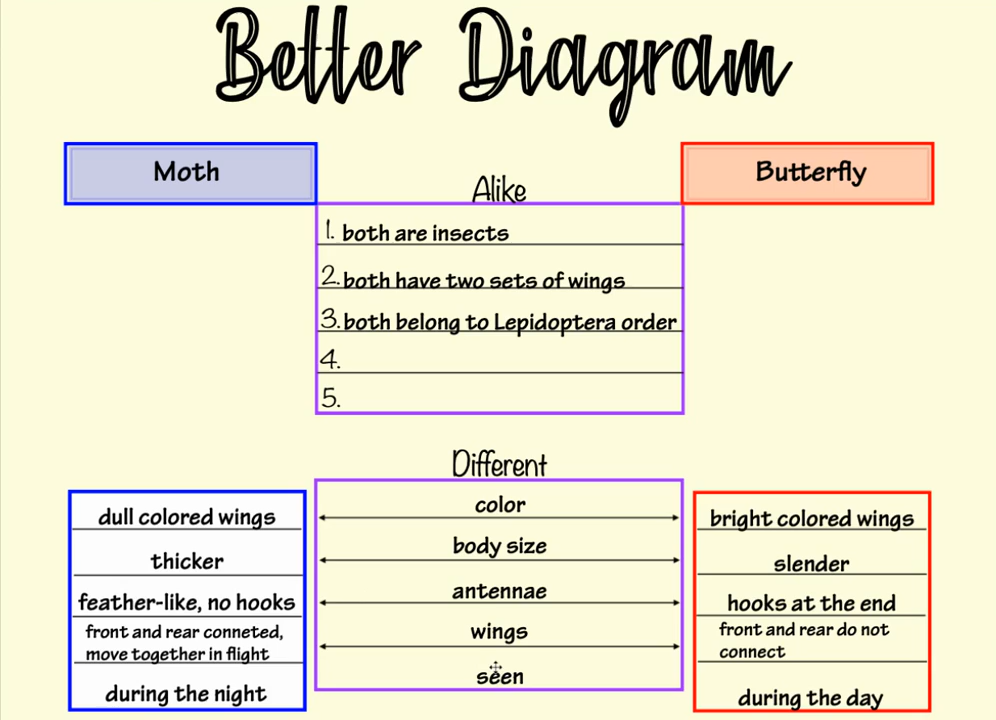 Better Diagram
Moth
Butterfly
Alike
1. both are insects
2. both have two sets of wings
3. both belong to Lepidoptera order
4.
5.
Different
dull colored wings
color
bright colored wings
thicker
body size
slender
feather-like, no hooks
antennae
hooks at the end
front and rear conneted,
move together in flight
wings
front and rear do not
connect
during the night
seen
during the day